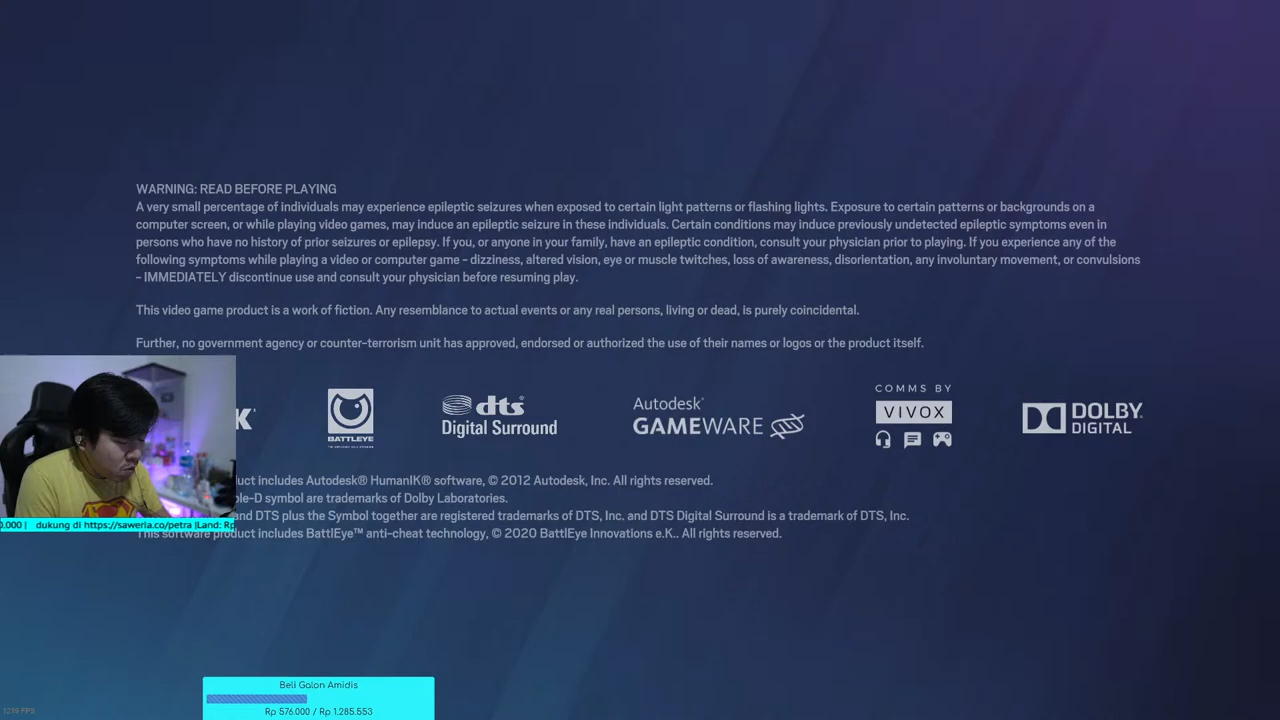 WARNING: READ BEFORE PLAYING
A very small percentage of individuals may experience epileptic seizures when exposed to certain light patterns or flashing lights. Exposure to certain patterns or backgrounds on a
computer screen, or while playing video games, may induce an epileptic seizure in these individuals. Certain conditions may induce previously undetected epileptic symptoms even in
persons who have no history of prior seizures or epilepsy. If you, or anyone in your family, have an epileptic condition, consult your physician prior to playing. If you experience any of the
following symptoms while playing a video or computer game - dizziness, altered vision, eye or muscle twitches, loss of awareness, disorientation, any involuntary movement, or convulsions
- IMMEDIATELY discontinue use and consult your physician before resuming play.
This video game product is a work of fiction. Any resemblance to actual events or any real persons, living or dead, is purely coincidental.
Further, no government agency or counter-terrorism unit has approved, endorsed or authorized the use of their names or logos or the product itself.
K
BATTLEYE
dts
Digital Surround
Autodesk®
GAMEWARE
COMMS BY
VIVOX
DOLBY
DIGITAL
uct includes Autodesk® HumanIK® software, © 2012 Autodesk, Inc. All rights reserved.
le-D symbol are trademarks of Dolby Laboratories.
and DTS plus the Symbol together are registered trademarks of DTS, Inc. and DTS Digital Surround is a trademark of DTS, Inc.
This software product includes BattlEye™ anti-cheat technology, © 2020 BattlEye Innovations e.K.. All rights reserved.
0.000 | dukung di https://saweria.co/petra |Land: Rp
Beli Galon Amidis
Rp 576.000 / Rp 1.285.553
1239 FPS